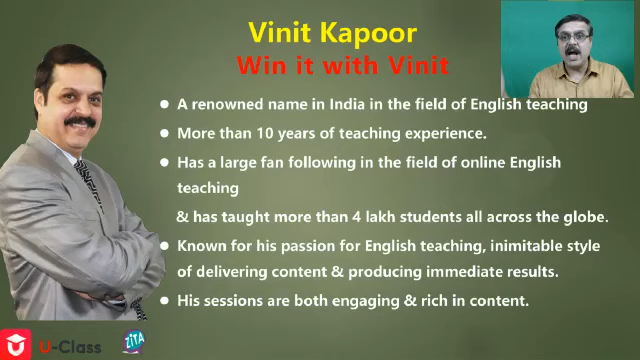 Vinit Kapoor
Win it with Vinit
A renowned name in India in the field of English teaching
More than 10 years of teaching experience.
Has a large fan following in the field of online English
teaching
& has taught more than 4 lakh students all across the globe.
Known for his passion for English teaching, inimitable style
of delivering content & producing immediate results.
His sessions are both engaging & rich in content.
U-Class
ZITA